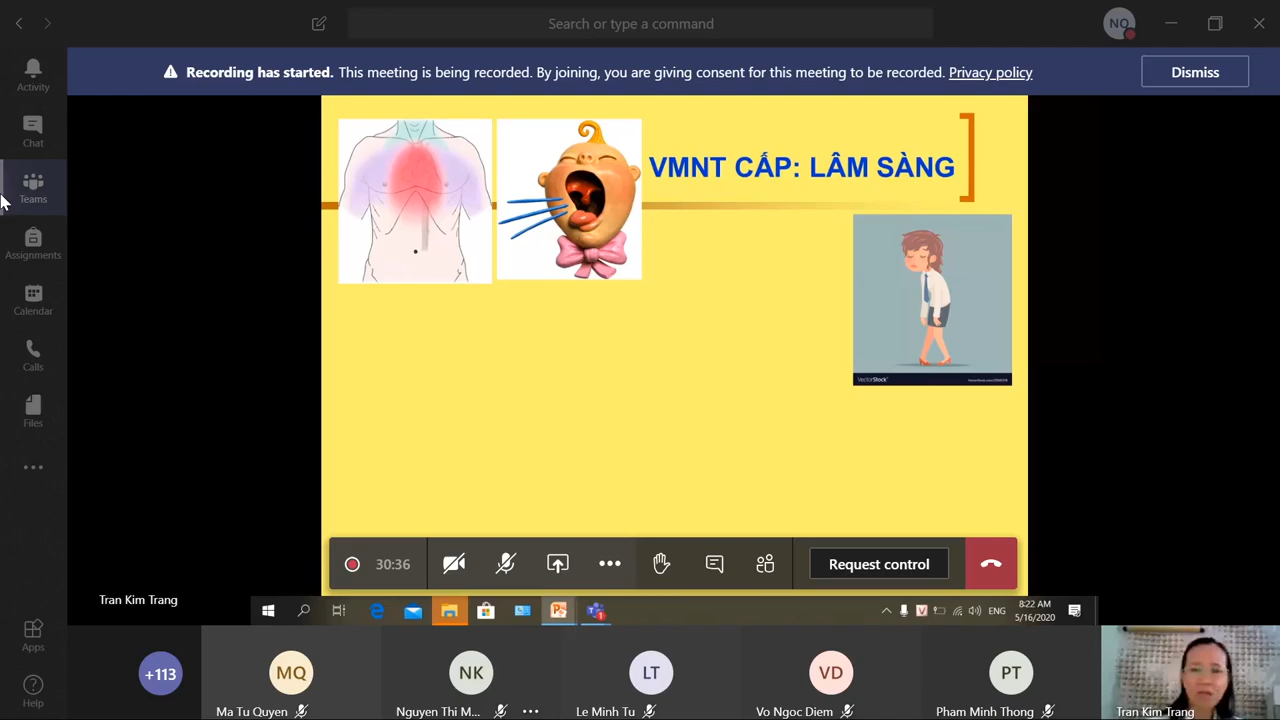 Search or type a command
NQ
Recording has started. This meeting is being recorded. By joining, you are giving consent for this meeting to be recorded. Privacy policy
Dismiss
Activity
Chat
Teams
Assignments
Calendar
Calls
Files
Apps
Help
VMNT CẤP: LÂM SÀNG
VectorStock
30:36
Request control
Tran Kim Trang
ENG
8:22 AM
5/16/2020
+113
MQ
NK
LT
VD
PT
Ma Tu Quyen
Nguyen Thi M...
Le Minh Tu
Vo Ngoc Diem
Pham Minh Thong
Tran Kim Trang